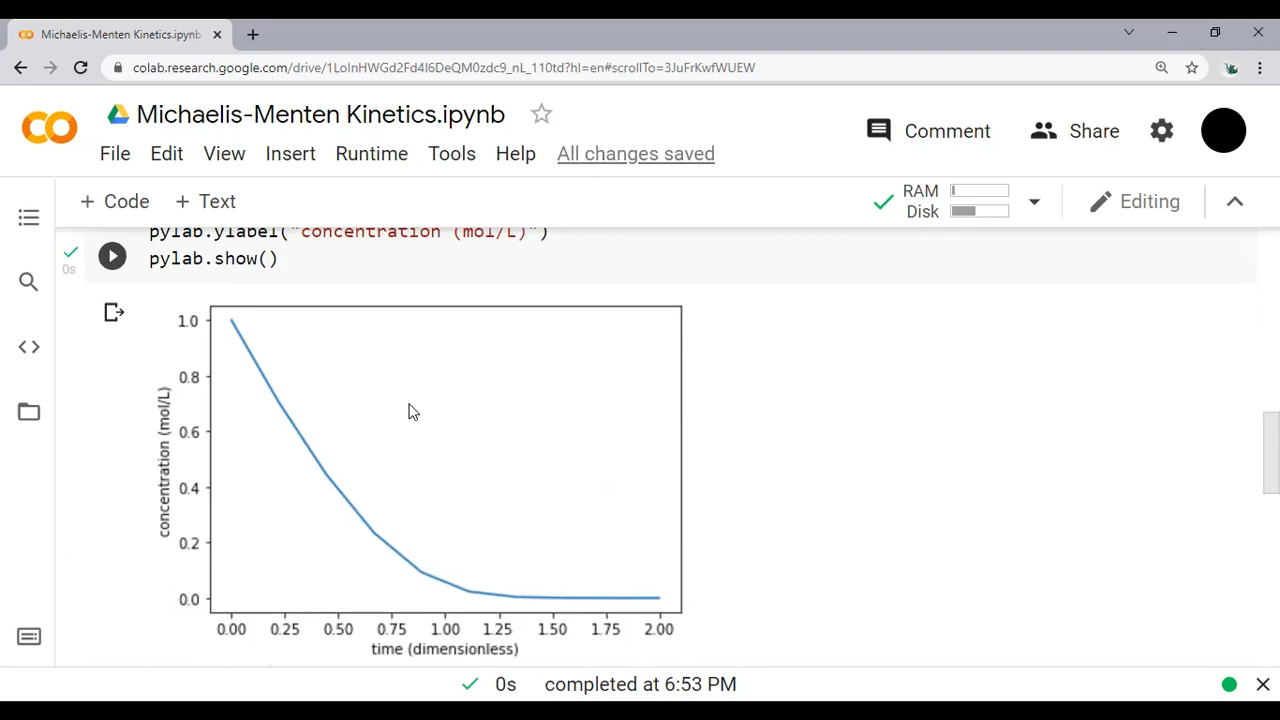 Michaelis-Menten Kinetics.ipynb
colab.research.google.com/drive/1LoInHWGd2Fd4I6DeQM0zdc9_nL_110td?hl=en#scrollTo=3JuFrKwfWUEW
Michaelis-Menten Kinetics.ipynb
Comment
Share
File Edit View Insert Runtime Tools Help All changes saved
+ Code + Text
RAM
Disk
Editing
pylab.ylabel("concentration (mol/L)")
0s
pylab.show()
concentration (mol/L)
1.0
0.8
0.6
0.4
0.2
0.0
0.00 0.25 0.50 0.75 1.00 1.25 1.50 1.75 2.00
time (dimensionless)
0s completed at 6:53 PM